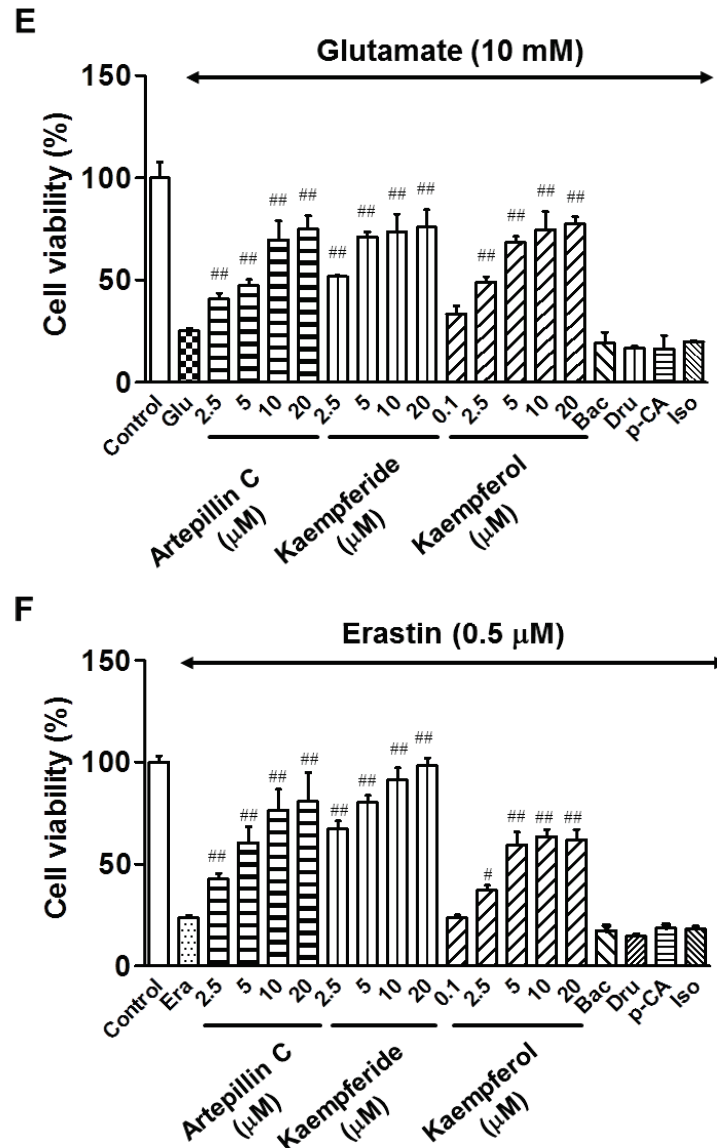 E
Glutamate (10 mM)
Cell viability (%)
150
100
50
0
## ## ## ## ## ## ## ## ## ## ## ##
Control Glu 2.5 5 10 20 2.5 5 10 20 0.1 2.5 5 10 20 Bac Dru p-CA Iso
Artepillin C
(μM)
Kaempferide
(μM)
Kaempferol
(μM)
F
Erastin (0.5 μM)
Cell viability (%)
150
100
50
0
## ## ## ## ## ## ## ## # ## ## ##
Control Era 2.5 5 10 20 2.5 5 10 20 0.1 2.5 5 10 20 Bac Dru p-CA Iso
Artepillin C
(μM)
Kaempferide
(μM)
Kaempferol
(μM)